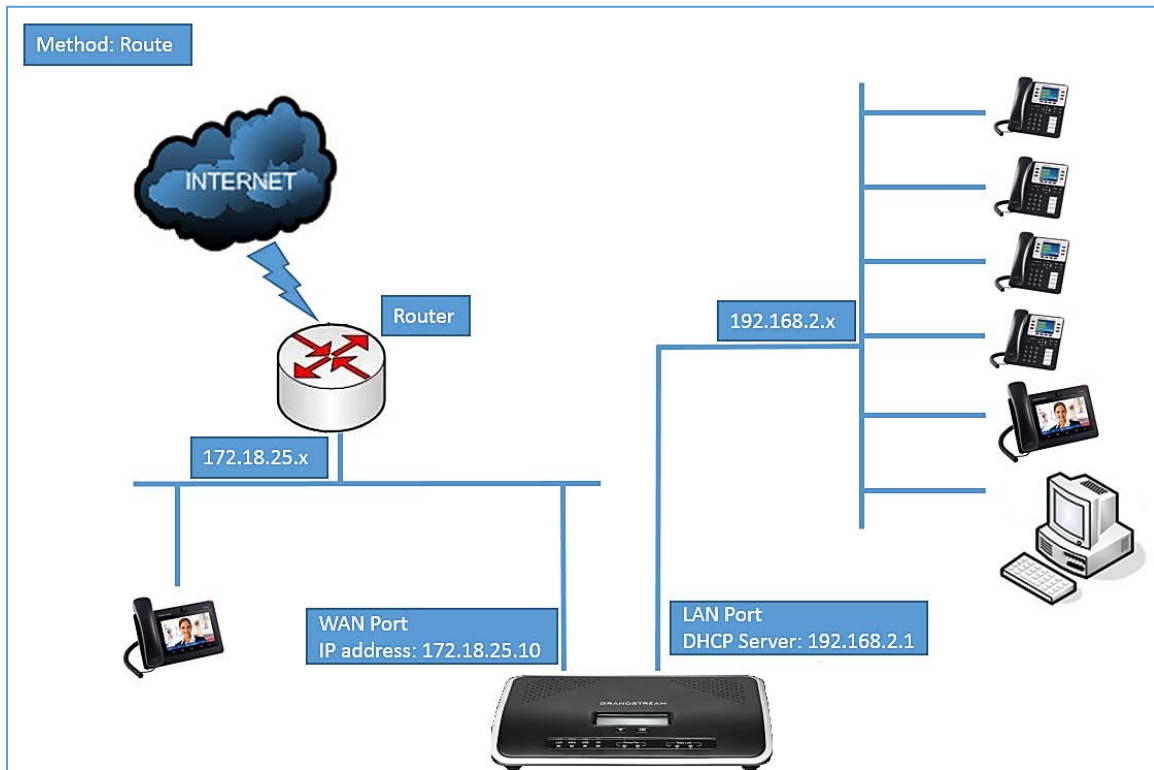 Method: Route
INTERNET
Router
192.168.2.x
172.18.25.x
WAN Port
IP address: 172.18.25.10
LAN Port
DHCP Server: 192.168.2.1
GRANDSTREAM